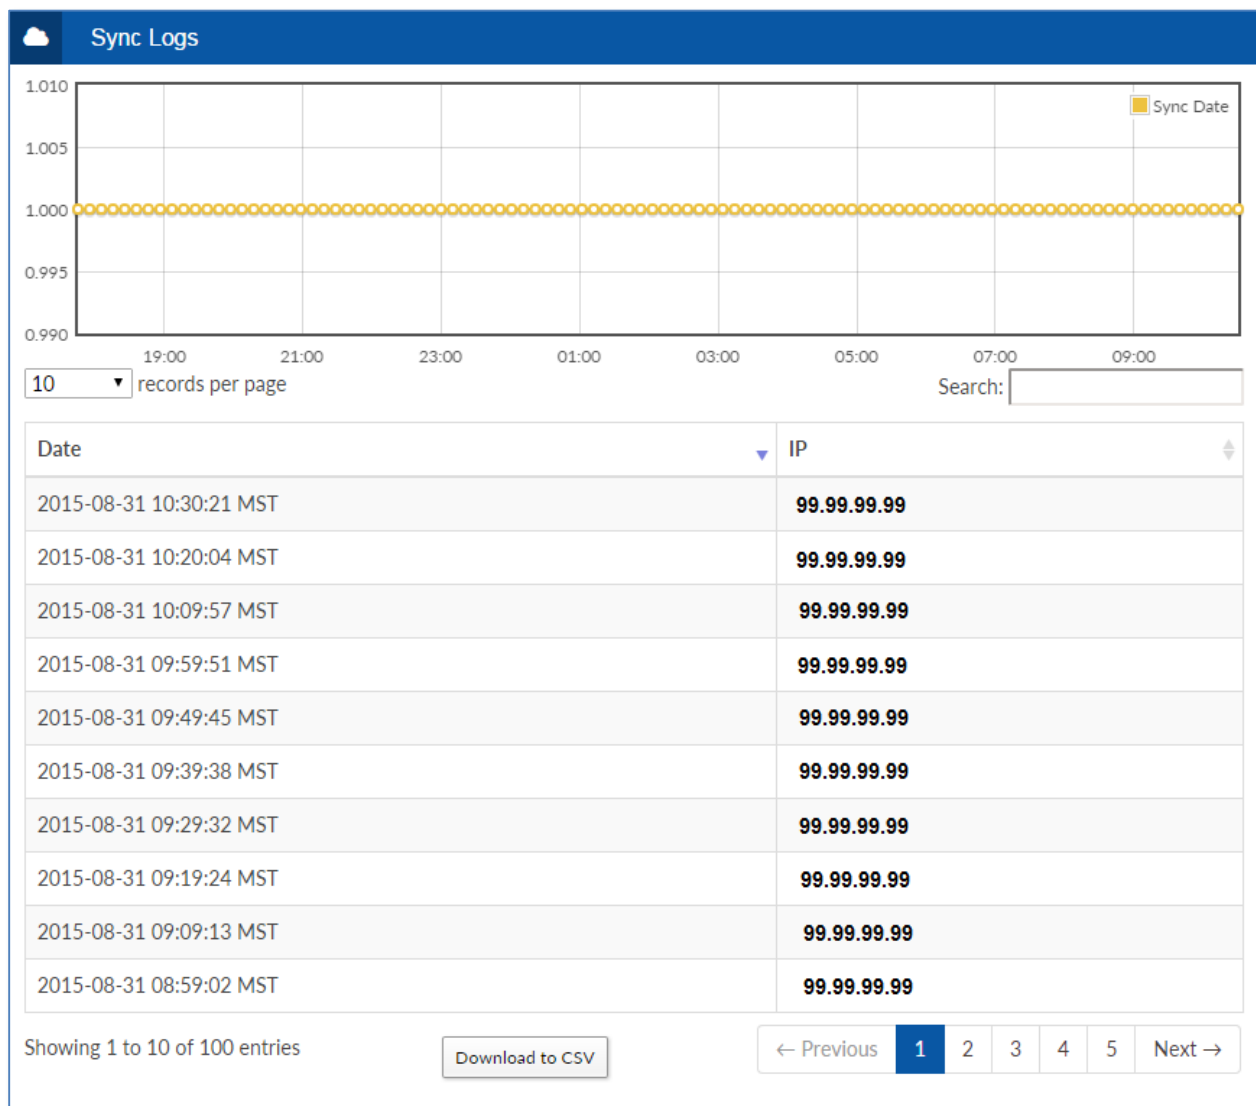 Sync Logs
1.010
Sync Date
1.005
1.000
0.995
0.990
19:00 21:00 23:00 01:00 03:00 05:00 07:00 09:00
10 records per page Search:
Date IP
2015-08-31 10:30:21 MST 99.99.99.99
2015-08-31 10:20:04 MST 99.99.99.99
2015-08-31 10:09:57 MST 99.99.99.99
2015-08-31 09:59:51 MST 99.99.99.99
2015-08-31 09:49:45 MST 99.99.99.99
2015-08-31 09:39:38 MST 99.99.99.99
2015-08-31 09:29:32 MST 99.99.99.99
2015-08-31 09:19:24 MST 99.99.99.99
2015-08-31 09:09:13 MST 99.99.99.99
2015-08-31 08:59:02 MST 99.99.99.99
Showing 1 to 10 of 100 entries Download to CSV ← Previous 1 2 3 4 5 Next →